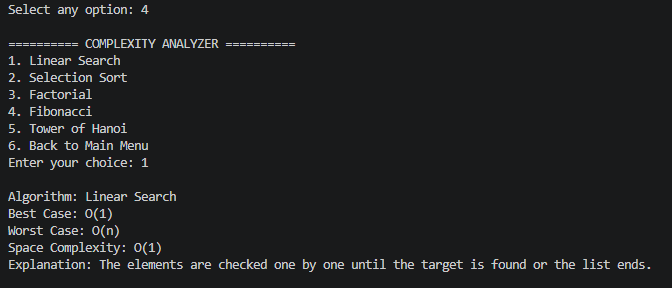 Select any option: 4
========== COMPLEXITY ANALYZER ==========
1. Linear Search
2. Selection Sort
3. Factorial
4. Fibonacci
5. Tower of Hanoi
6. Back to Main Menu
Enter your choice: 1
Algorithm: Linear Search
Best Case: O(1)
Worst Case: O(n)
Space Complexity: O(1)
Explanation: The elements are checked one by one until the target is found or the list ends.